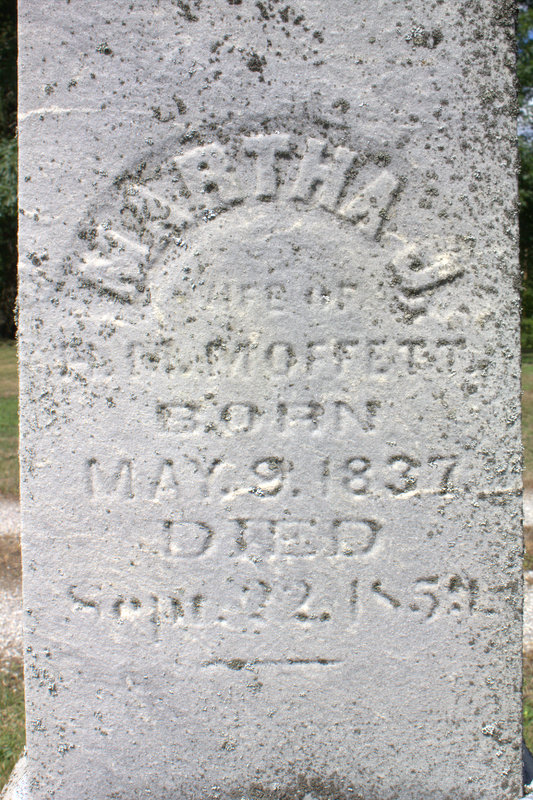 MARTHA J.
WIFE OF
M. MOFFETT
BORN
MAY. 9. 1837.
DIED
Sept. 22. 1859